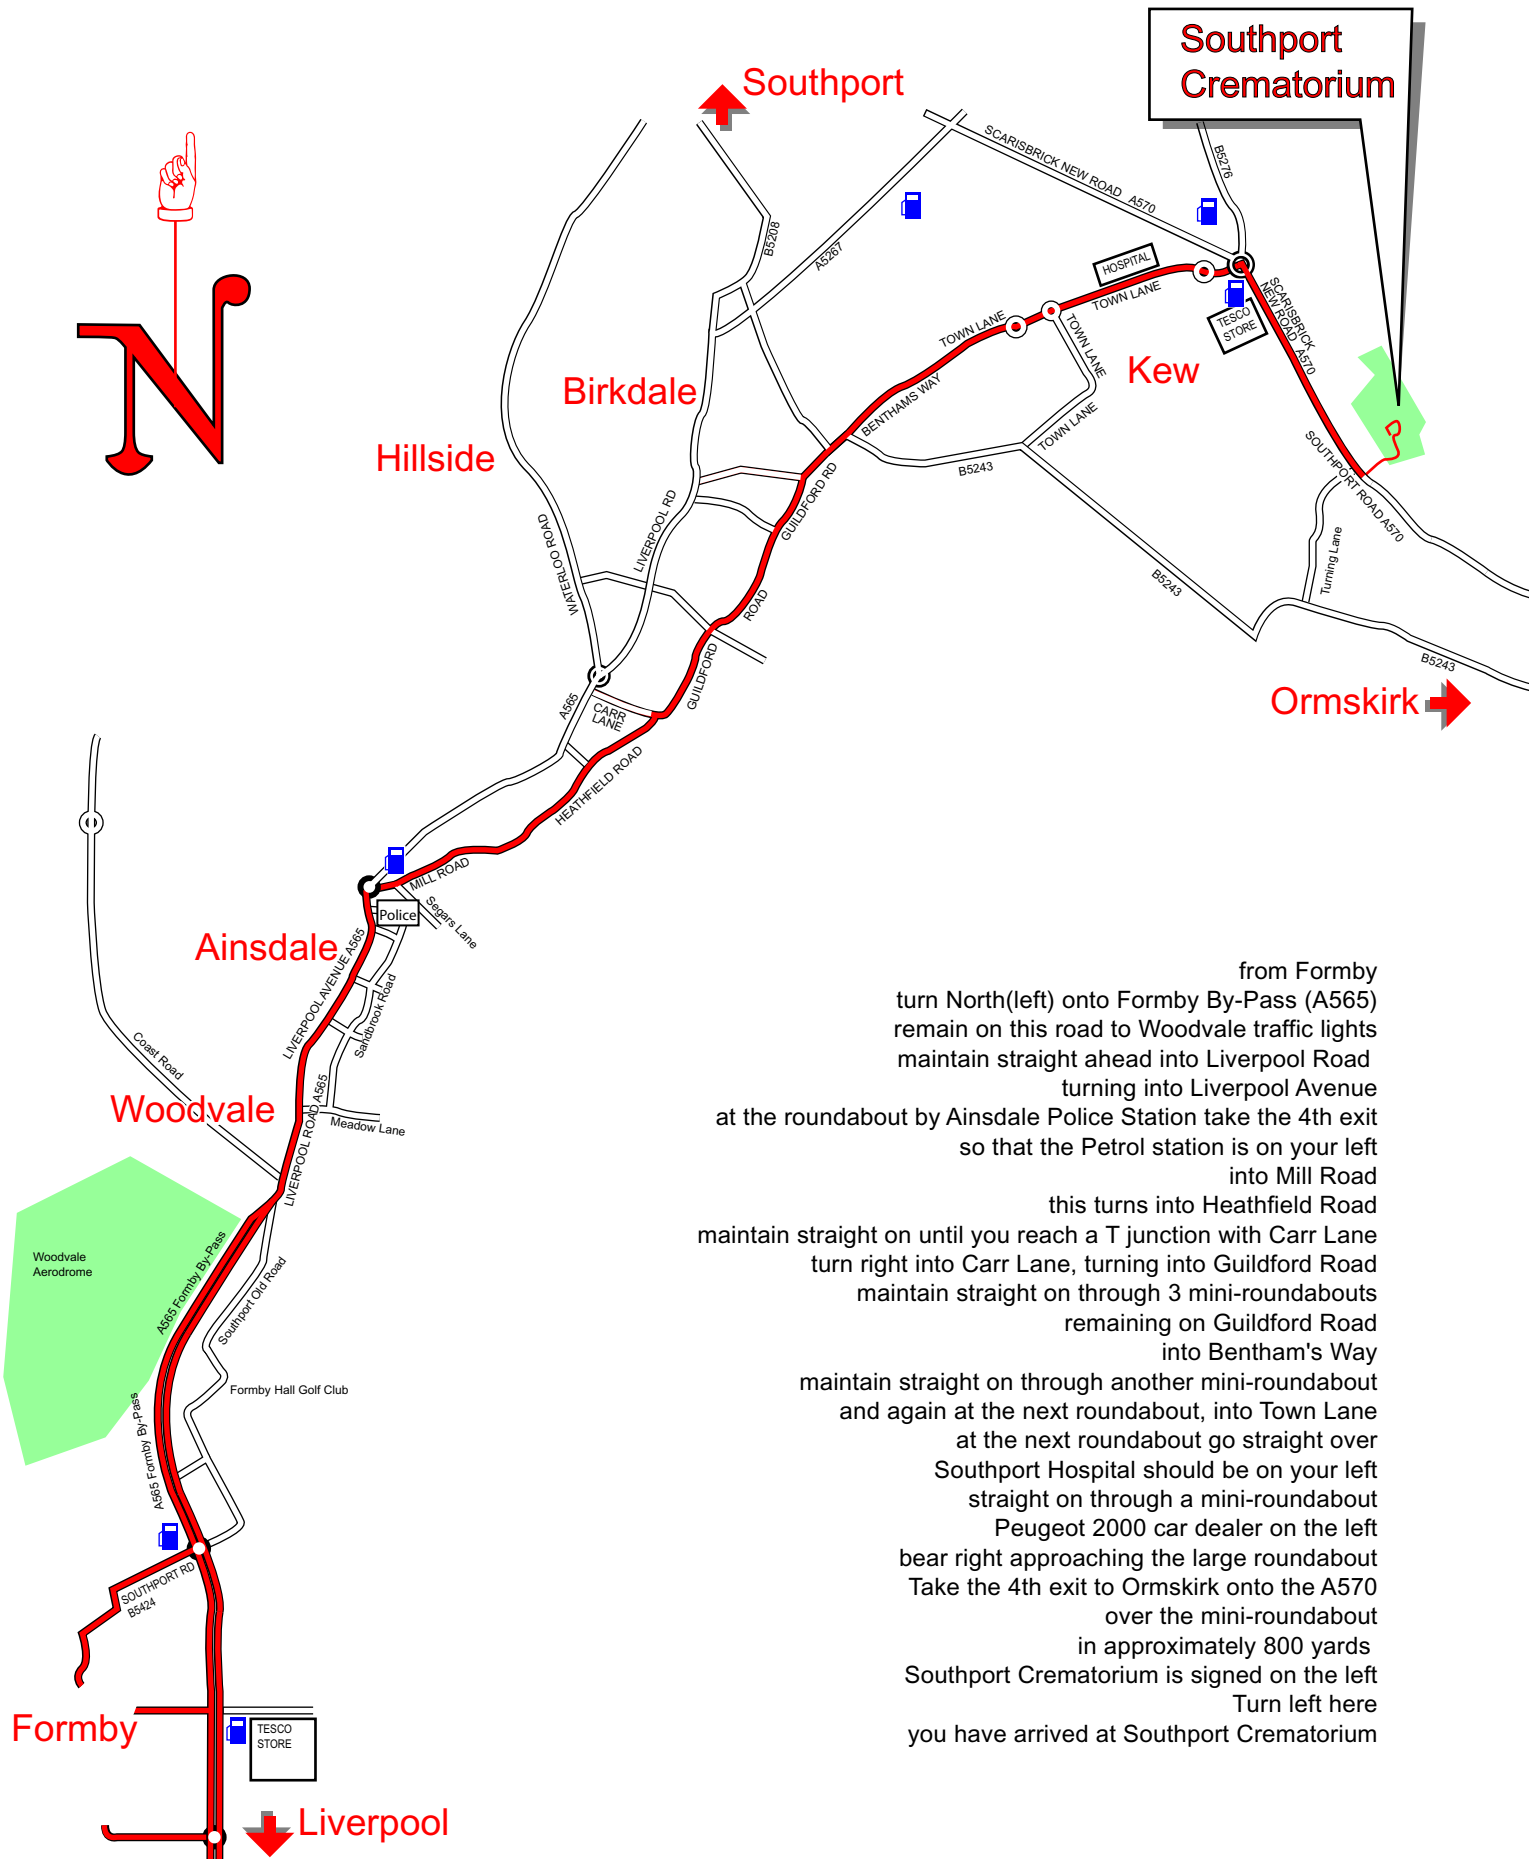 Southport
Crematorium
Southport
N
SCARISBRICK NEW ROAD A570
B5276
B5208
A5267
HOSPITAL
TOWN LANE
TOWN LANE
TOWN LANE
TESCO
STORE
SCARISBRICK
NEW ROAD A570
Kew
Birkdale
Hillside
BENTHAMS WAY
TOWN LANE
B5243
SOUTHPORT ROAD A570
GUILDFORD RD
LIVERPOOL RD
WATERLOO ROAD
Turning Lane
B5243
ROAD
GUILDFORD
B5243
Ormskirk
A565
CARR
LANE
HEATHFIELD ROAD
MILL ROAD
Segars Lane
Police
Ainsdale
LIVERPOOL AVENUE A565
Sandbrook Road
Coast Road
Woodvale
LIVERPOOL ROAD A565
Meadow Lane
Woodvale
Aerodrome
A565 Formby By-Pass
Southport Old Road
Formby Hall Golf Club
A565 Formby By-Pass
SOUTHPORT RD
B5424
Formby
TESCO
STORE
Liverpool
from Formby
turn North(left) onto Formby By-Pass (A565)
remain on this road to Woodvale traffic lights
maintain straight ahead into Liverpool Road
turning into Liverpool Avenue
at the roundabout by Ainsdale Police Station take the 4th exit
so that the Petrol station is on your left
into Mill Road
this turns into Heathfield Road
maintain straight on until you reach a T junction with Carr Lane
turn right into Carr Lane, turning into Guildford Road
maintain straight on through 3 mini-roundabouts
remaining on Guildford Road
into Bentham's Way
maintain straight on through another mini-roundabout
and again at the next roundabout, into Town Lane
at the next roundabout go straight over
Southport Hospital should be on your left
straight on through a mini-roundabout
Peugeot 2000 car dealer on the left
bear right approaching the large roundabout
Take the 4th exit to Ormskirk onto the A570
over the mini-roundabout
in approximately 800 yards
Southport Crematorium is signed on the left
Turn left here
you have arrived at Southport Crematorium